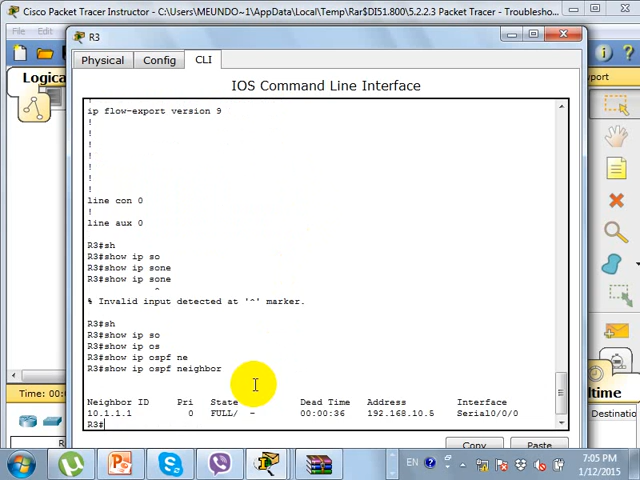 Cisco Packet Tracer Instructor - C:\Users\MEUNDO~1\AppData\Local\Temp\Rar$DI51.800\5.2.2.3 Packet Tracer - Troublesho...
File Edit
R3
Physical Config CLI
Logica
port
IOS Command Line Interface
ip flow-export version 9
!
!
!
!
!
!
!
line con 0
!
line aux 0
R3#sh
R3#show ip so
R3#show ip sone
R3#show ip sone
^
% Invalid input detected at '^' marker.
R3#sh
R3#show ip so
R3#show ip os
R3#show ip ospf ne
R3#show ip ospf neighbor
Neighbor ID Pri State Dead Time Address Interface
10.1.1.1 0 FULL/ - 00:00:36 192.168.10.5 Serial0/0/0
R3#
Time: 00:
Destinatio
Copy Paste
EN
7:05 PM
1/12/2015